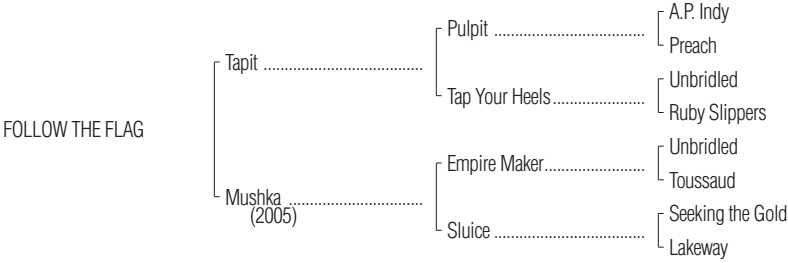 A.P. Indy
Pulpit ....................................
Preach
Tapit ......................................
Unbridled
Tap Your Heels ......................
Ruby Slippers
FOLLOW THE FLAG
Unbridled
Empire Maker ........................
Toussaud
Mushka ................................
(2005)
Seeking the Gold
Sluice ....................................
Lakeway